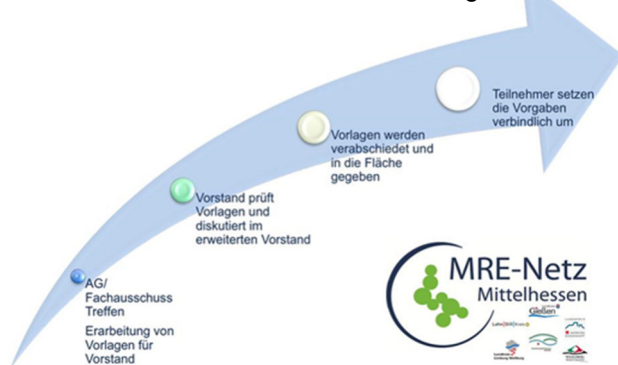 AG/
Fachausschuss
Treffen
Erarbeitung von
Vorlagen für
Vorstand
Vorstand prüft
Vorlagen und
diskutiert im
erweiterten Vorstand
Vorlagen werden
verabschiedet und
in die Fläche
gegeben
Teilnehmer setzen
die Vorgaben
verbindlich um
MRE-Netz
Mittelhessen
Gießen